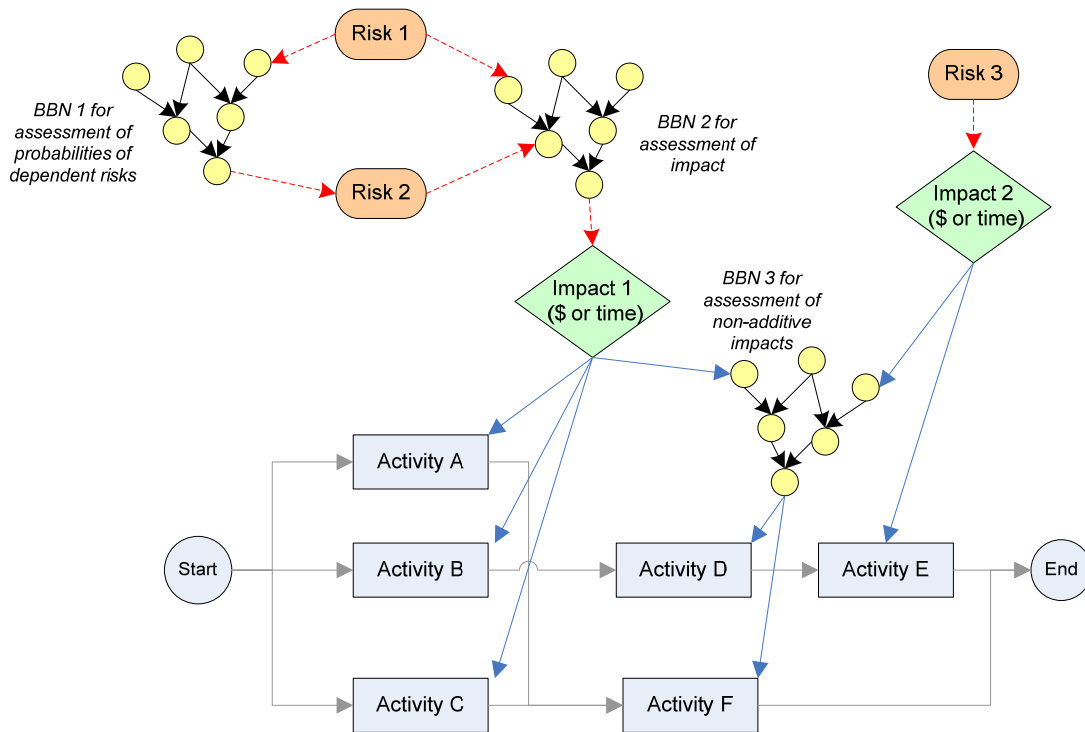 Risk 1
Risk 3
BBN 1 for
assessment of
probabilities of
dependent risks
BBN 2 for
assessment of
impact
Risk 2
Impact 2
($ or time)
Impact 1
($ or time)
BBN 3 for
assessment of
non-additive
impacts
Activity A
Start
Activity B
Activity D
Activity E
End
Activity C
Activity F